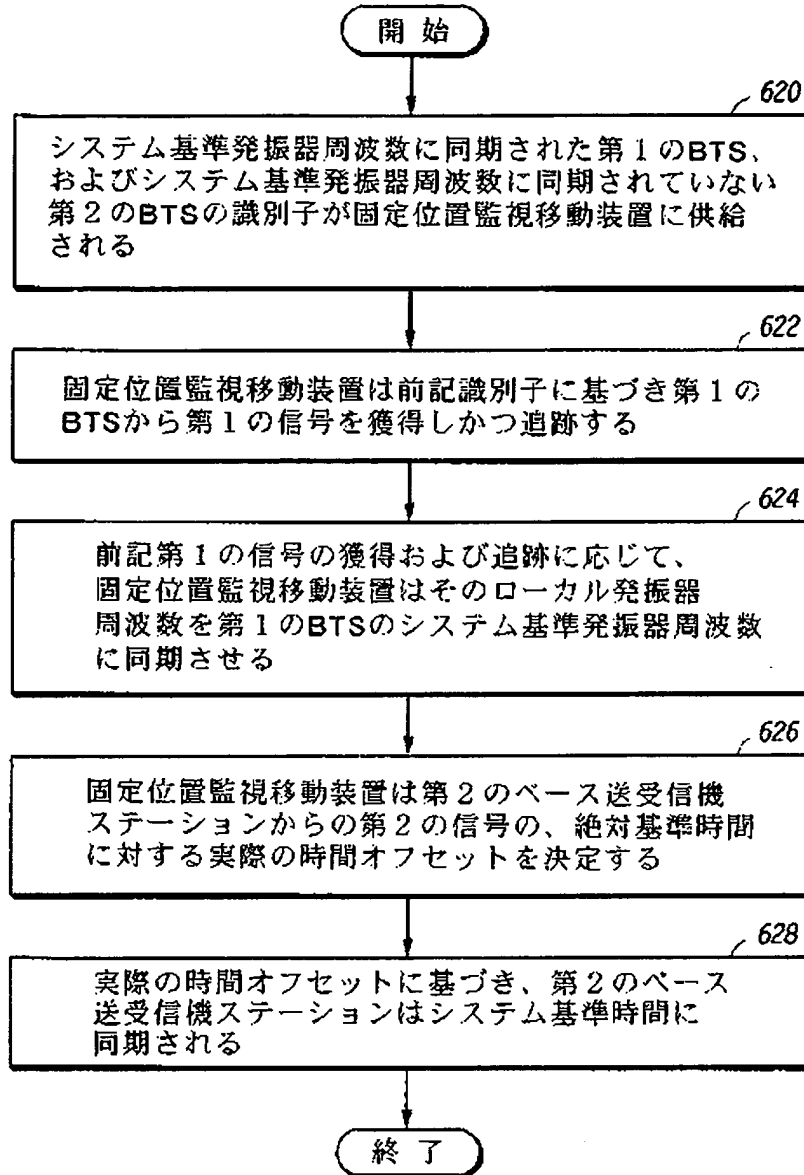 開始
620
システム基準発振器周波数に同期された第1のBTS、
およびシステム基準発振器周波数に同期されていない
第2のBTSの識別子が固定位置監視移動装置に供給
される
622
固定位置監視移動装置は前記識別子に基づき第1の
BTSから第1の信号を獲得しかつ追跡する
624
前記第1の信号の獲得および追跡に応じて、
固定位置監視移動装置はそのローカル発振器
周波数を第1のBTSのシステム基準発振器周波数
に同期させる
626
固定位置監視移動装置は第2のベース送受信機
ステーションからの第2の信号の、絶対基準時間
に対する実際の時間オフセットを決定する
628
実際の時間オフセットに基づき、第2のベース
送受信機ステーションはシステム基準時間に
同期される
終了